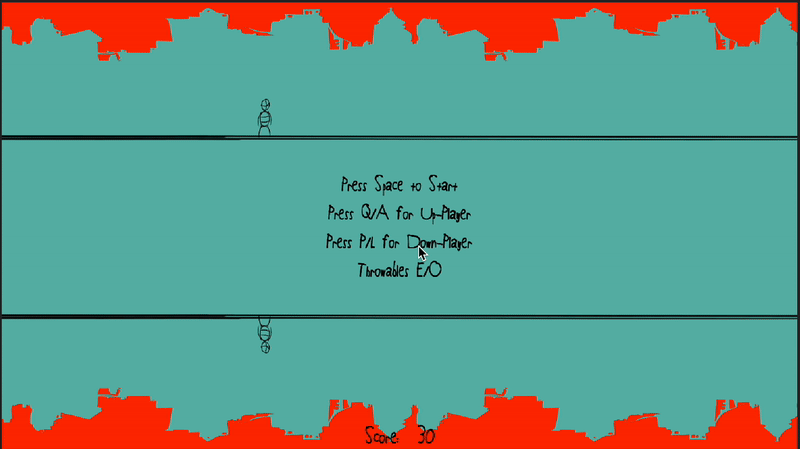 Press Space to Start
Press Q/A for Up-Player
Press P/L for Down-Player
Throwables E/O
Score: 30